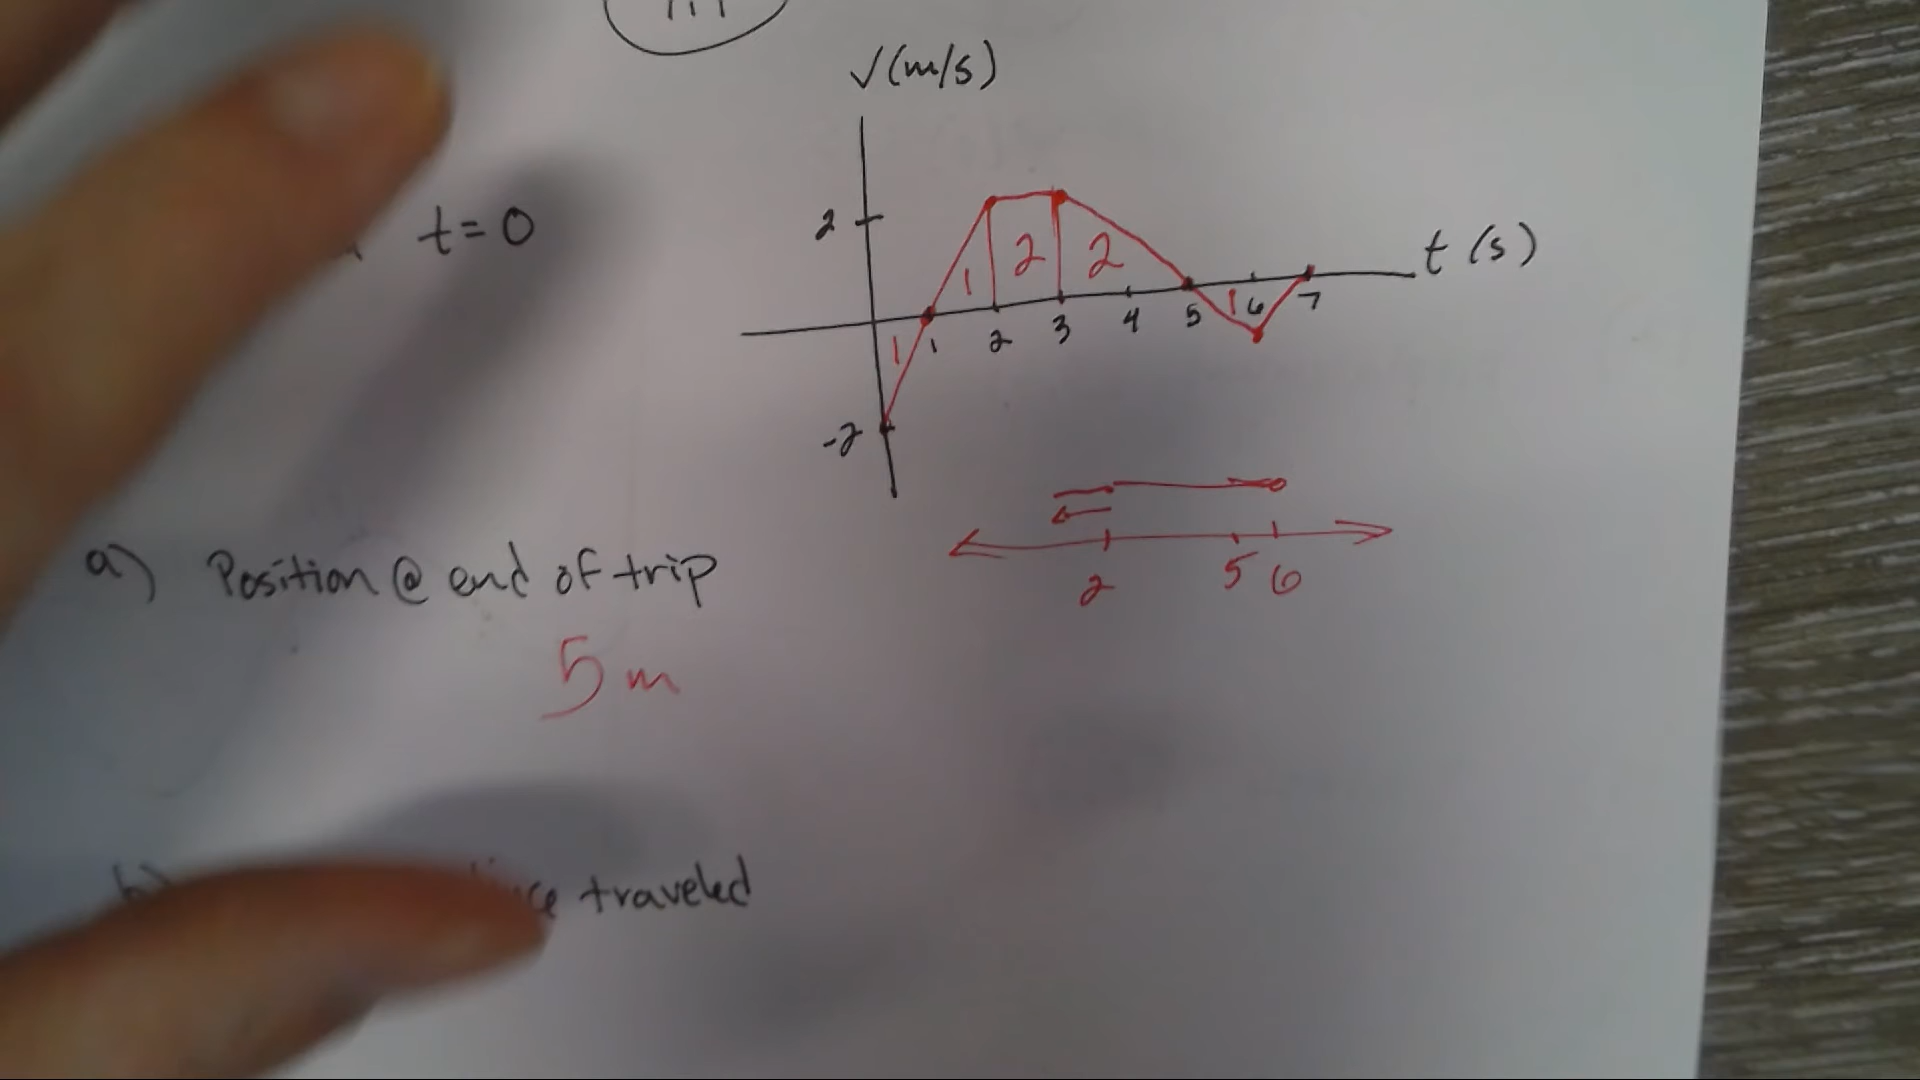 V(m/s)
2
t=0
1 2 2
t (s)
1 1 2 3 4 5 1 6 7
-2
a) Position @ end of trip
2 5 6
5 m
b)
traveled